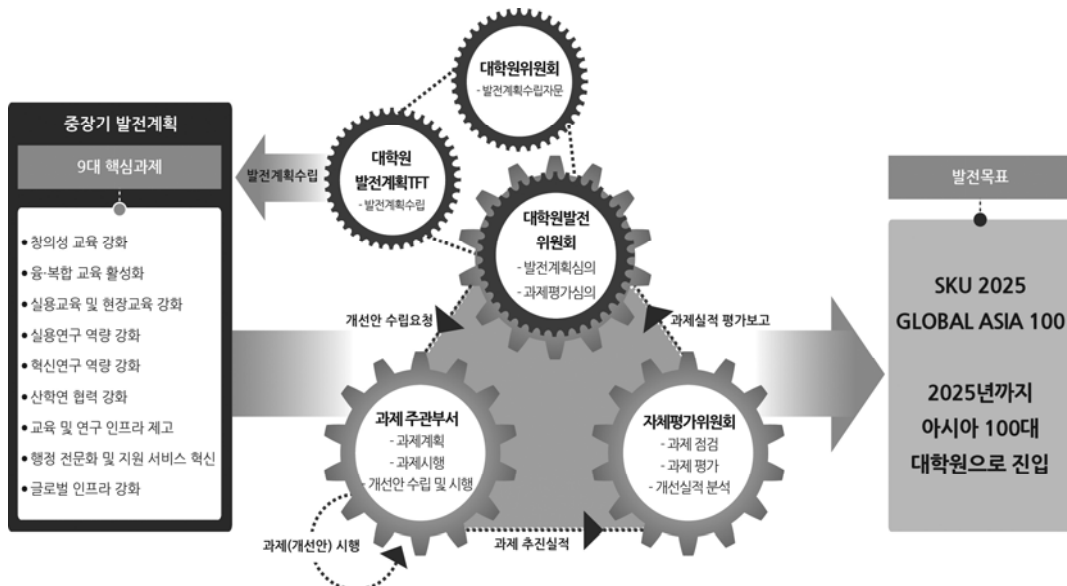 대학원위원회
- 발전계획수립자문
중장기 발전계획
9대 핵심과제
• 창의성 교육 강화
• 융·복합 교육 활성화
• 실용교육 및 현장교육 강화
• 실용연구 역량 강화
• 혁신연구 역량 강화
• 산학연 협력 강화
• 교육 및 연구 인프라 제고
• 행정 전문화 및 지원 서비스 혁신
• 글로벌 인프라 강화
발전계획수립
대학원
발전계획TFT
- 발전계획수립
대학원발전
위원회
- 발전계획심의
- 과제평가심의
개선안 수립요청
과제실적 평가보고
과제 주관부서
- 과제계획
- 과제시행
- 개선안 수립 및 시행
자체평가위원회
- 과제 점검
- 과제 평가
- 개선실적 분석
과제(개선안) 시행
과제 추진실적
발전목표
SKU 2025
GLOBAL ASIA 100
2025년까지
아시아 100대
대학원으로 진입